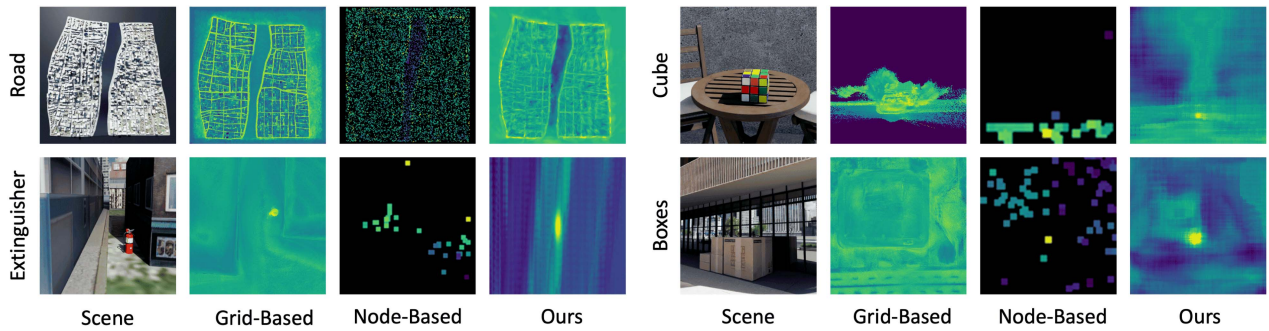 Road
Cube
Extinguisher
Boxes
Scene Grid-Based Node-Based Ours Scene Grid-Based Node-Based Ours